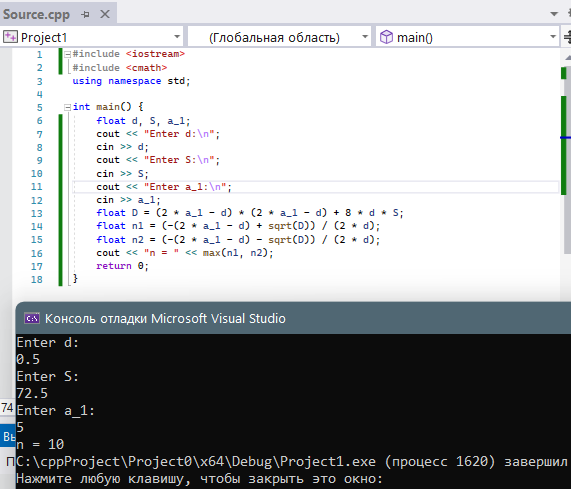 Source.cpp
Project1 (Глобальная область) main()
1 #include <iostream>
2 #include <cmath>
3 using namespace std;
4
5 int main() {
6 float d, S, a_1;
7 cout << "Enter d:\n";
8 cin >> d;
9 cout << "Enter S:\n";
10 cin >> S;
11 cout << "Enter a_1:\n";
12 cin >> a_1;
13 float D = (2 * a_1 - d) * (2 * a_1 - d) + 8 * d * S;
14 float n1 = (-(2 * a_1 - d) + sqrt(D)) / (2 * d);
15 float n2 = (-(2 * a_1 - d) - sqrt(D)) / (2 * d);
16 cout << "n = " << max(n1, n2);
17 return 0;
18 }
Консоль отладки Microsoft Visual Studio
Enter d:
0.5
Enter S:
72.5
74
Enter a_1:
5
Вы
n = 10
П
C:\cppProject\Project0\x64\Debug\Project1.exe (процесс 1620) завершил
Нажмите любую клавишу, чтобы закрыть это окно: